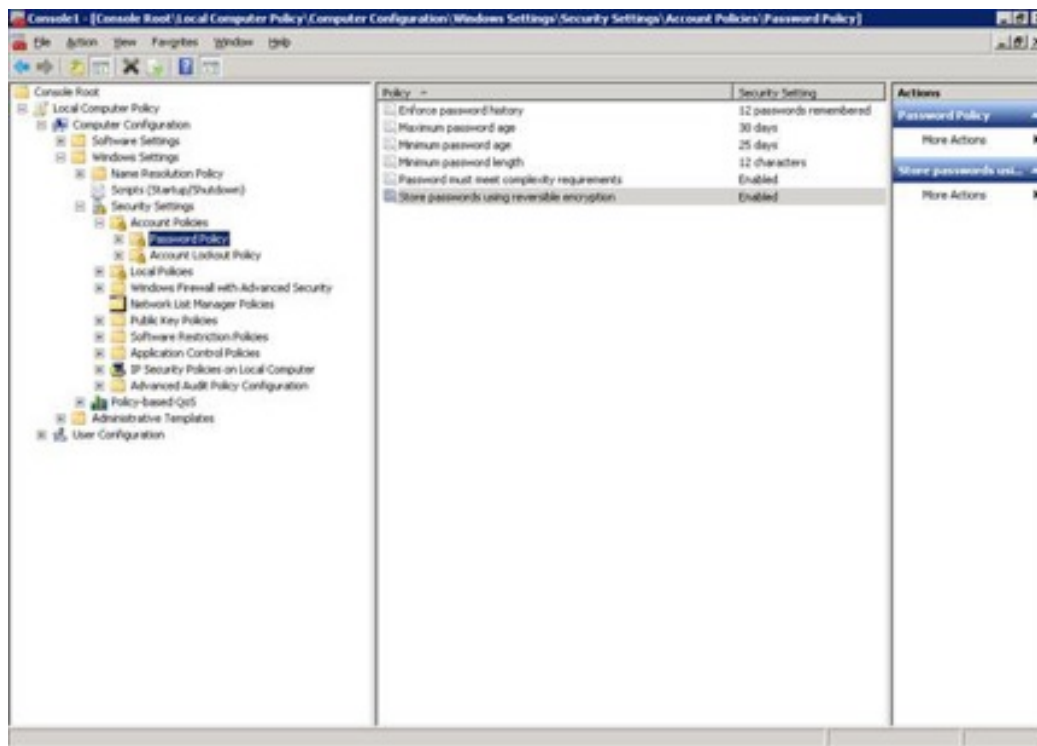 Console1 - [Console Root\Local Computer Policy\Computer Configuration\Windows Settings\Security Settings\Account Policies\Password Policy]
File Action View Favorites Window Help
Console Root
Local Computer Policy
Computer Configuration
Software Settings
Windows Settings
Name Resolution Policy
Scripts (Startup/Shutdown)
Security Settings
Account Policies
Password Policy
Account Lockout Policy
Local Policies
Windows Firewall with Advanced Security
Network List Manager Policies
Public Key Policies
Software Restriction Policies
Application Control Policies
IP Security Policies on Local Computer
Advanced Audit Policy Configuration
Policy-based QoS
Administrative Templates
User Configuration
Policy Security Setting
Enforce password history 12 passwords remembered
Maximum password age 30 days
Minimum password age 25 days
Minimum password length 12 characters
Password must meet complexity requirements Enabled
Store passwords using reversible encryption Enabled
Actions
Password Policy
More Actions
Store passwords usi...
More Actions